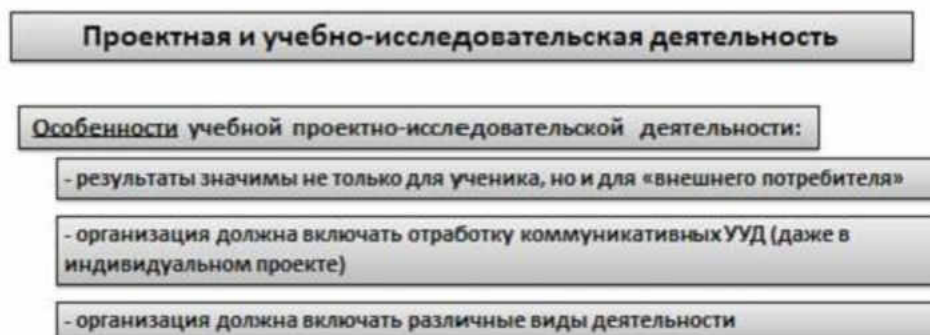 Проектная и учебно-исследовательская деятельность
Особенности учебной проектно-исследовательской деятельности:
- результаты значимы не только для ученика, но и для «внешнего потребителя»
- организация должна включать отработку коммуникативных УУД (даже в
индивидуальном проекте)
- организация должна включать различные виды деятельности